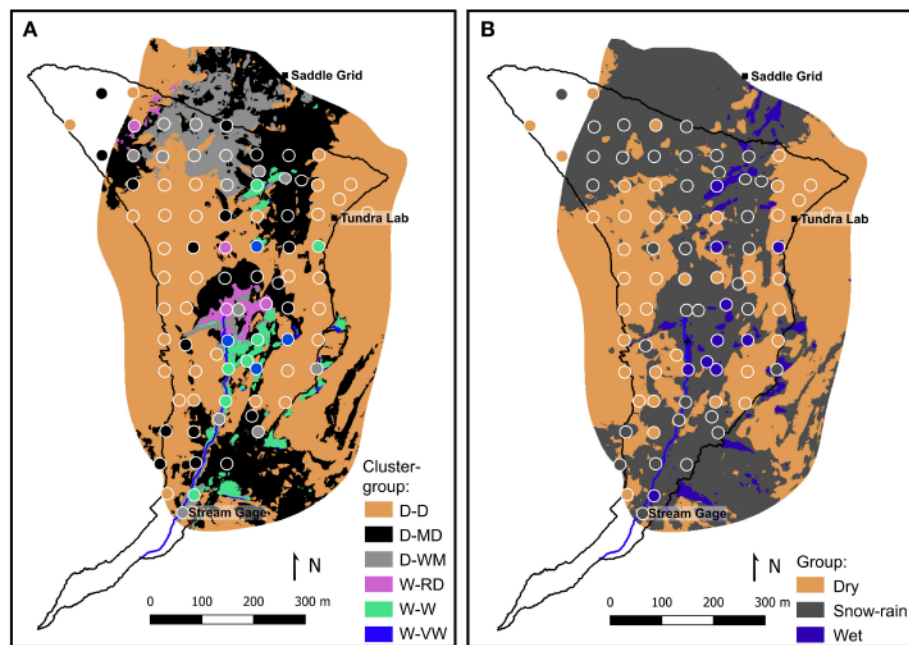 A
Saddle Grid
Tundra Lab
Stream Gage
Cluster-
group:
D-D
D-MD
D-WM
W-RD
W-W
W-VW
N
0 100 200 300 m
B
Saddle Grid
Tundra Lab
Stream Gage
Group:
Dry
Snow-rain
Wet
N
0 100 200 300 m